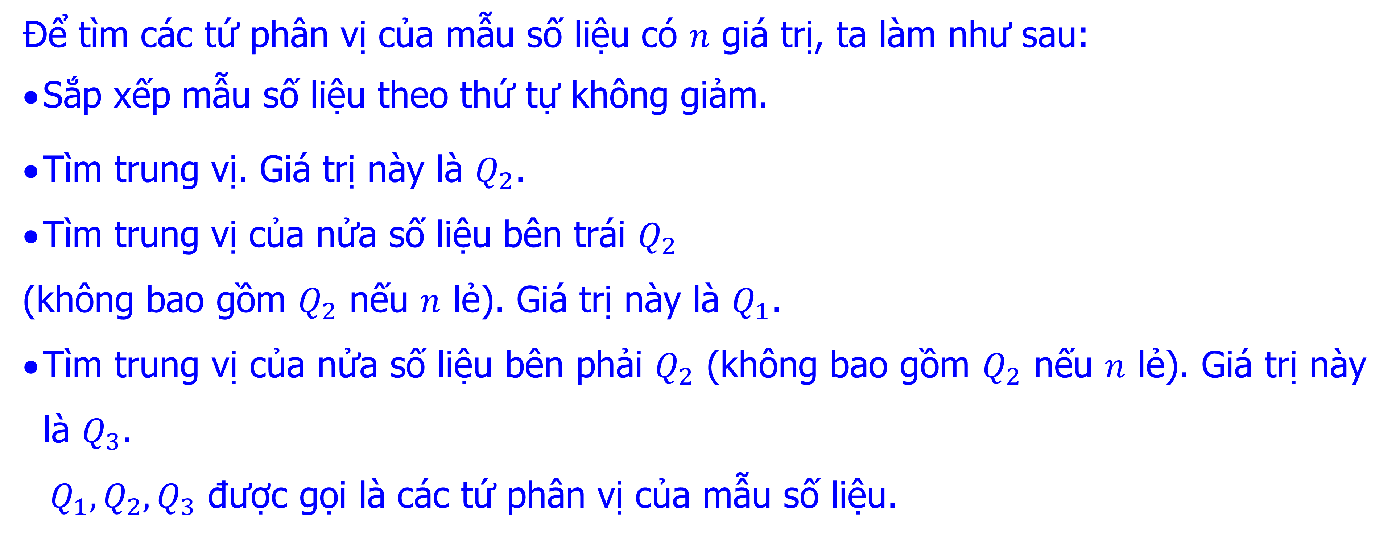 Để tìm các tứ phân vị của mẫu số liệu có n giá trị, ta làm như sau:
•Sắp xếp mẫu số liệu theo thứ tự không giảm.
•Tìm trung vị. Giá trị này là Q₂.
•Tìm trung vị của nửa số liệu bên trái Q₂
(không bao gồm Q₂ nếu n lẻ). Giá trị này là Q₁.
•Tìm trung vị của nửa số liệu bên phải Q₂ (không bao gồm Q₂ nếu n lẻ). Giá trị này
là Q₃.
Q₁, Q₂, Q₃ được gọi là các tứ phân vị của mẫu số liệu.